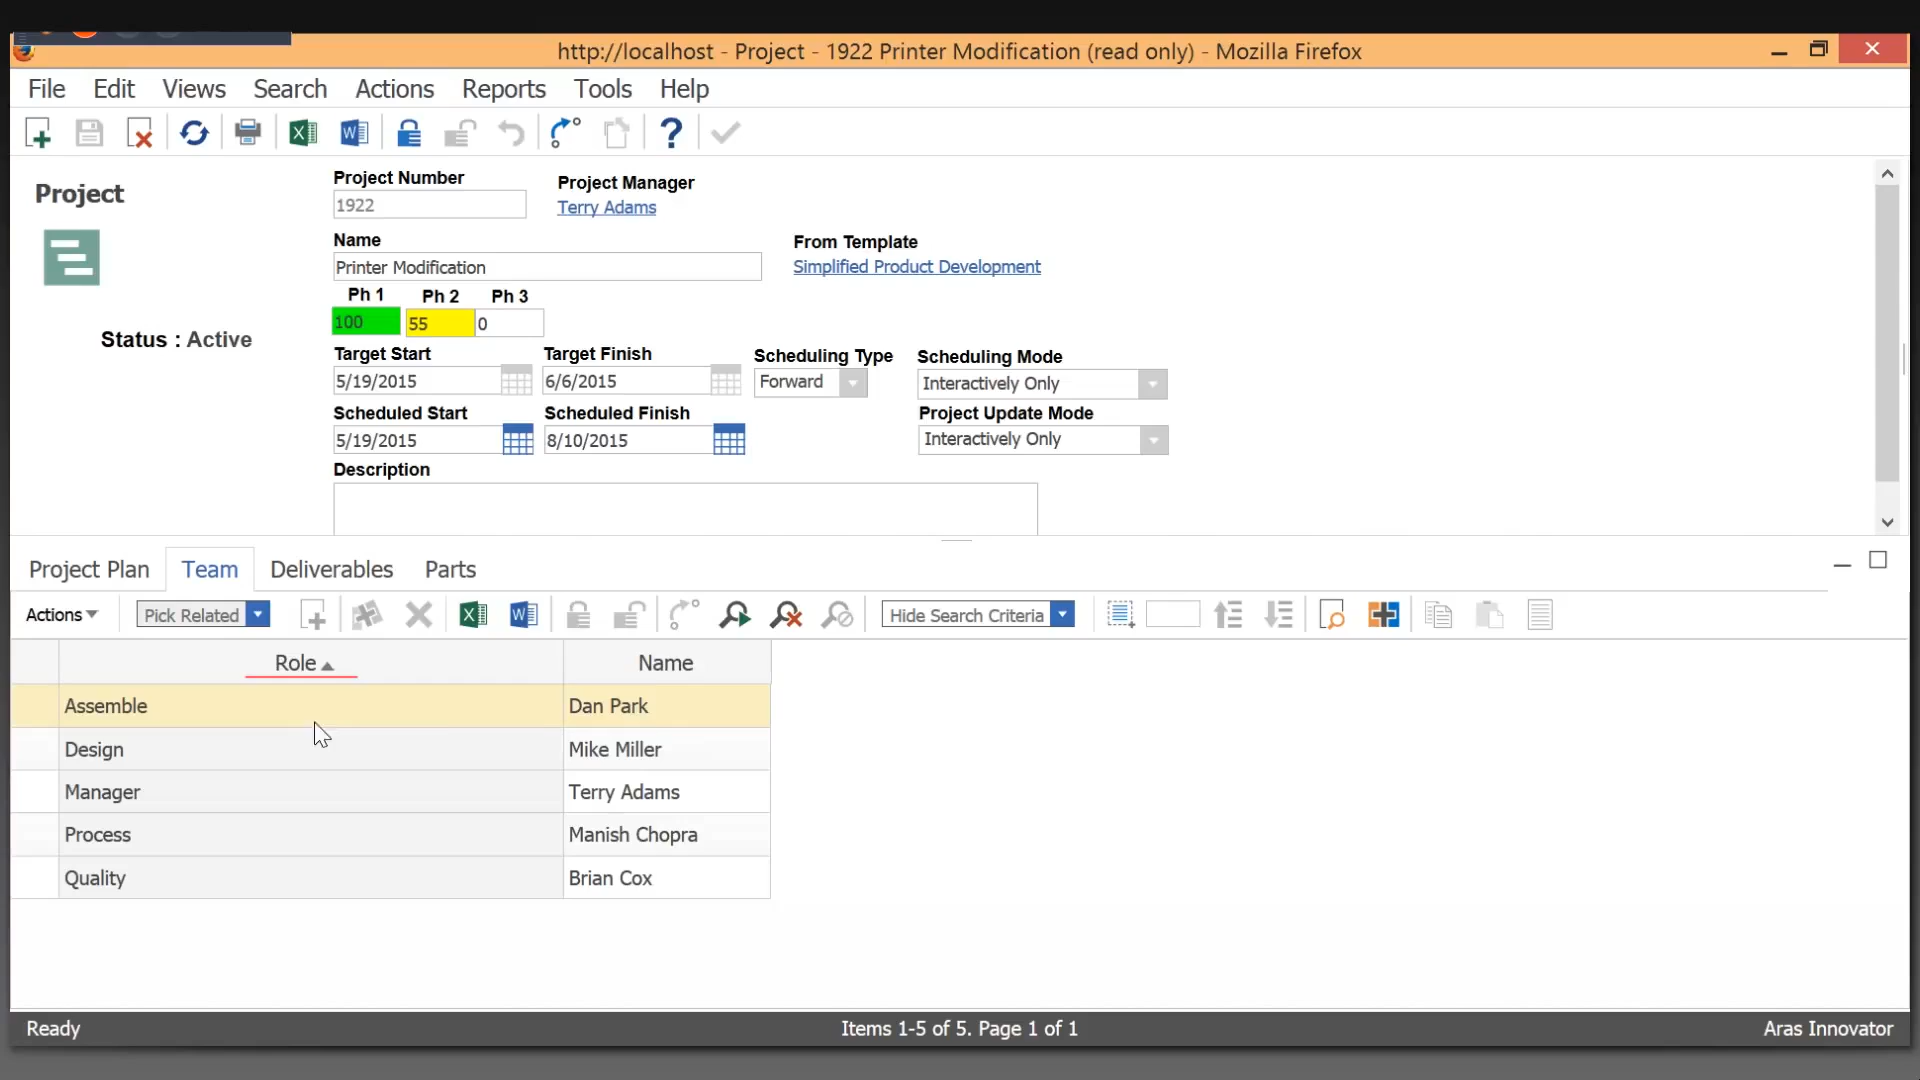 http://localhost - Project - 1922 Printer Modification (read only) - Mozilla Firefox
File Edit Views Search Actions Reports Tools Help
Project
Status : Active
Project Number
1922
Project Manager
Terry Adams
Name
Printer Modification
From Template
Simplified Product Development
Ph 1 Ph 2 Ph 3
100 55 0
Target Start Target Finish Scheduling Type Scheduling Mode
5/19/2015 6/6/2015 Forward Interactively Only
Scheduled Start Scheduled Finish Project Update Mode
5/19/2015 8/10/2015 Interactively Only
Description
Project Plan Team Deliverables Parts
Actions Pick Related Hide Search Criteria
Role Name
Assemble Dan Park
Design Mike Miller
Manager Terry Adams
Process Manish Chopra
Quality Brian Cox
Ready Items 1-5 of 5. Page 1 of 1 Aras Innovator